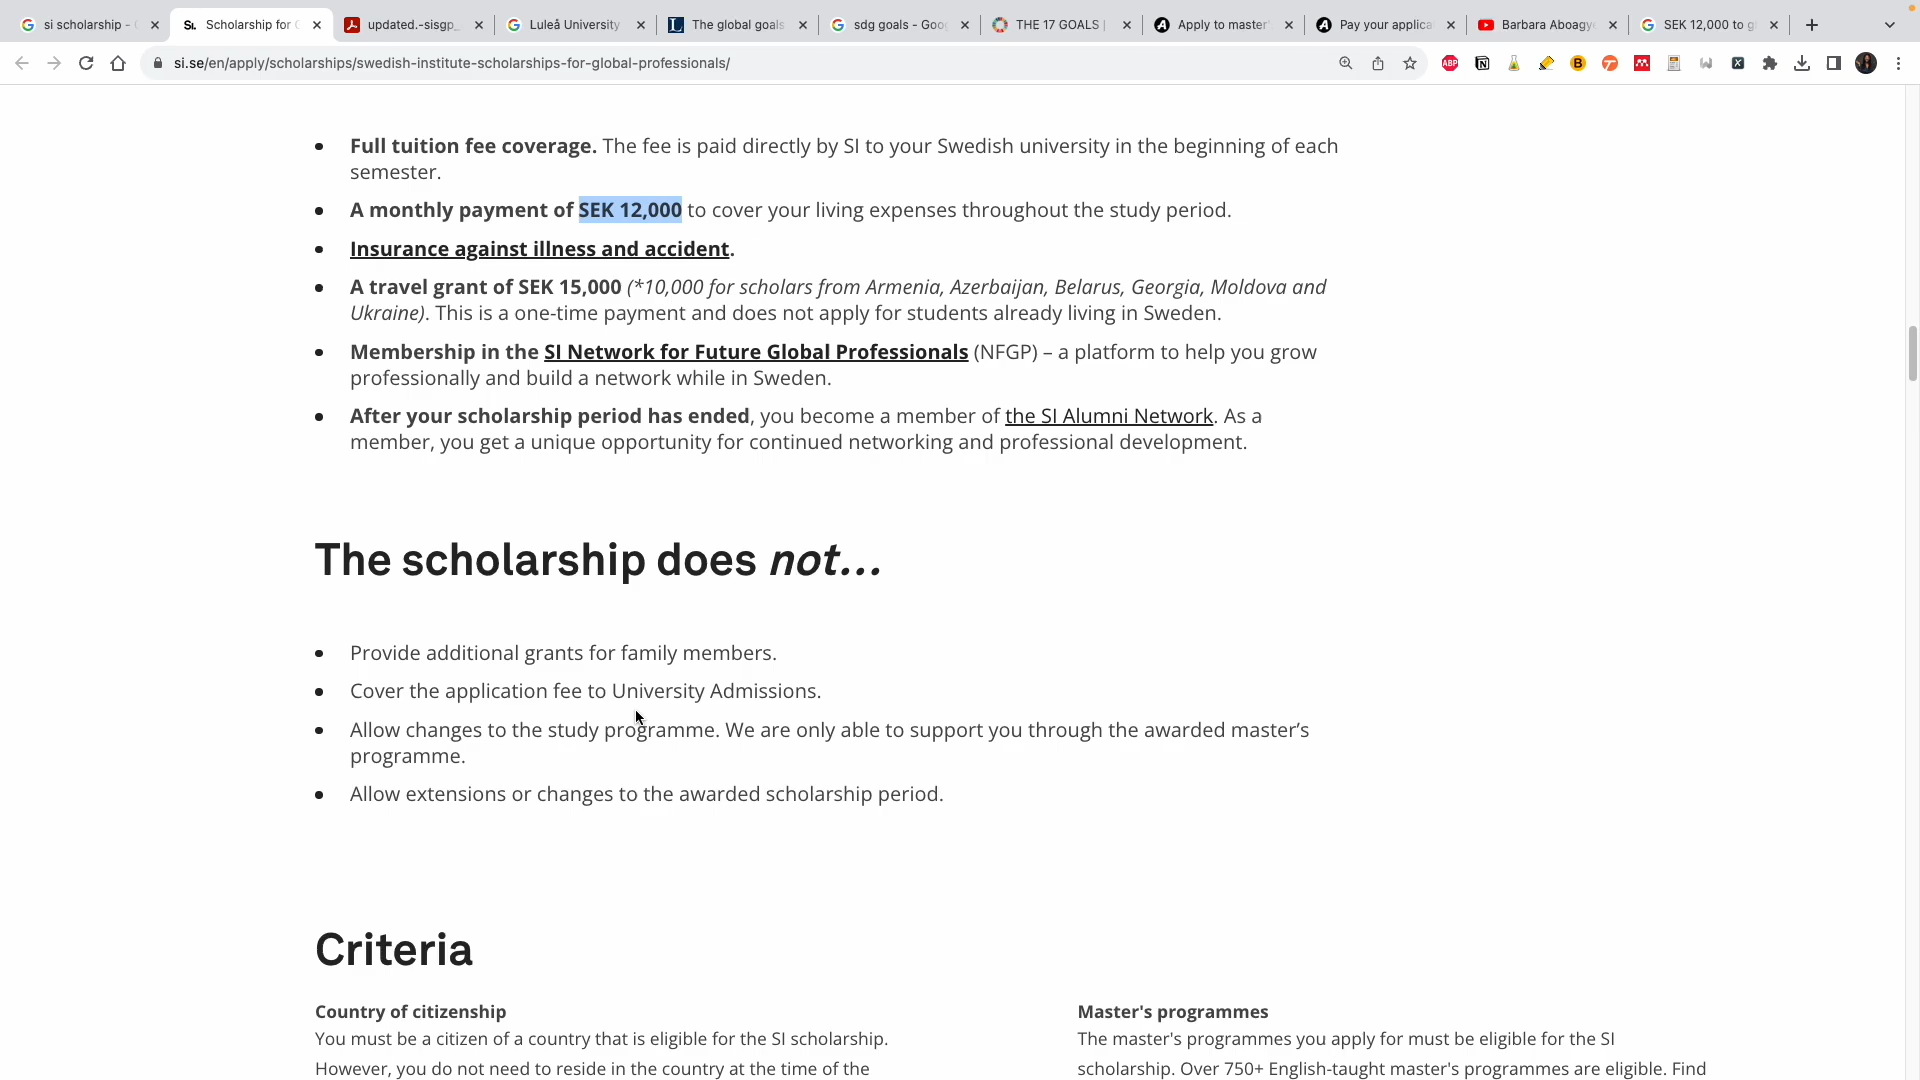 si scholarship - G
Scholarship for G
updated.-sisgp_
Luleå University
The global goals
sdg goals - Goo
THE 17 GOALS |
Apply to master'
Pay your applica
Barbara Aboagy
SEK 12,000 to g
si.se/en/apply/scholarships/swedish-institute-scholarships-for-global-professionals/
Full tuition fee coverage. The fee is paid directly by SI to your Swedish university in the beginning of each
semester.
A monthly payment of SEK 12,000 to cover your living expenses throughout the study period.
Insurance against illness and accident.
A travel grant of SEK 15,000 (*10,000 for scholars from Armenia, Azerbaijan, Belarus, Georgia, Moldova and
Ukraine). This is a one-time payment and does not apply for students already living in Sweden.
Membership in the SI Network for Future Global Professionals (NFGP) – a platform to help you grow
professionally and build a network while in Sweden.
After your scholarship period has ended, you become a member of the SI Alumni Network. As a
member, you get a unique opportunity for continued networking and professional development.
The scholarship does not...
Provide additional grants for family members.
Cover the application fee to University Admissions.
Allow changes to the study programme. We are only able to support you through the awarded master’s
programme.
Allow extensions or changes to the awarded scholarship period.
Criteria
Country of citizenship
You must be a citizen of a country that is eligible for the SI scholarship.
However, you do not need to reside in the country at the time of the
Master's programmes
The master's programmes you apply for must be eligible for the SI
scholarship. Over 750+ English-taught master's programmes are eligible. Find